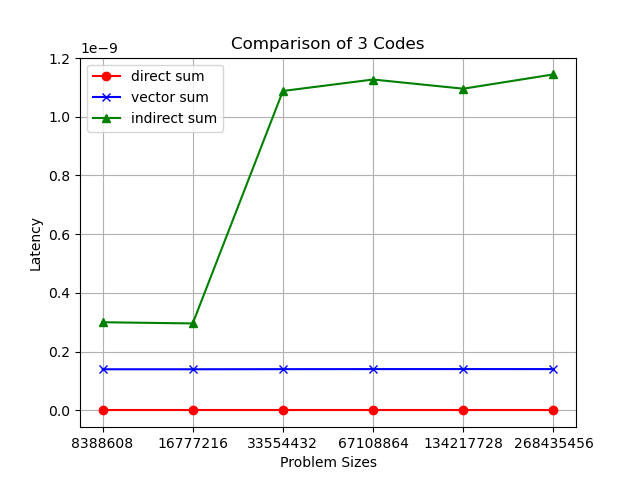 Comparison of 3 Codes
1e−9
direct sum
vector sum
indirect sum
1.2
1.0
0.8
0.6
0.4
0.2
0.0
Latency
8388608 16777216 33554432 67108864 134217728 268435456
Problem Sizes